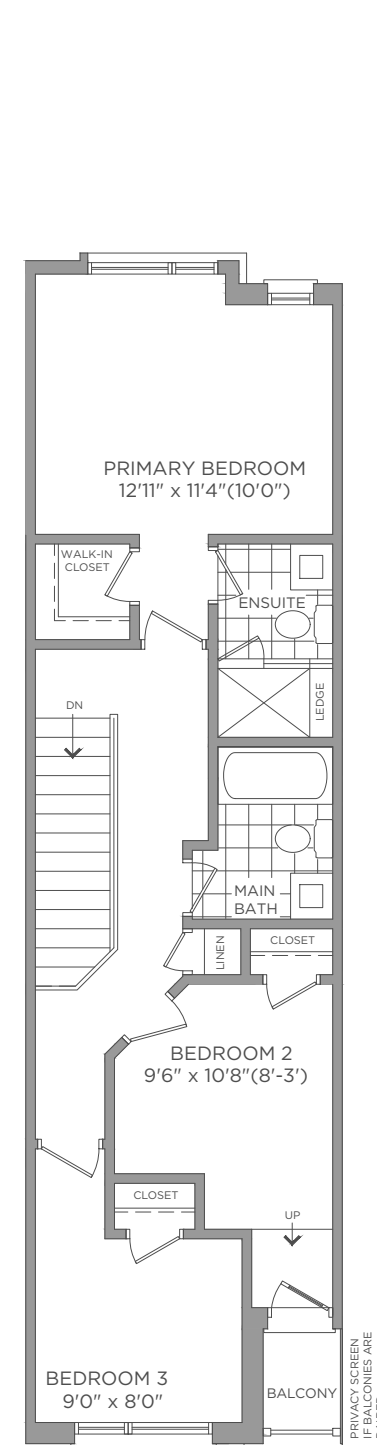 PRIMARY BEDROOM
12'11" x 11'4"(10'0")
WALK-IN
CLOSET
ENSUITE
LEDGE
DN
MAIN
BATH
LINEN
CLOSET
BEDROOM 2
9'6" x 10'8"(8'-3')
CLOSET
UP
BEDROOM 3
9'0" x 8'0"
BALCONY
PRIVACY SCREEN
IF BALCONIES ARE